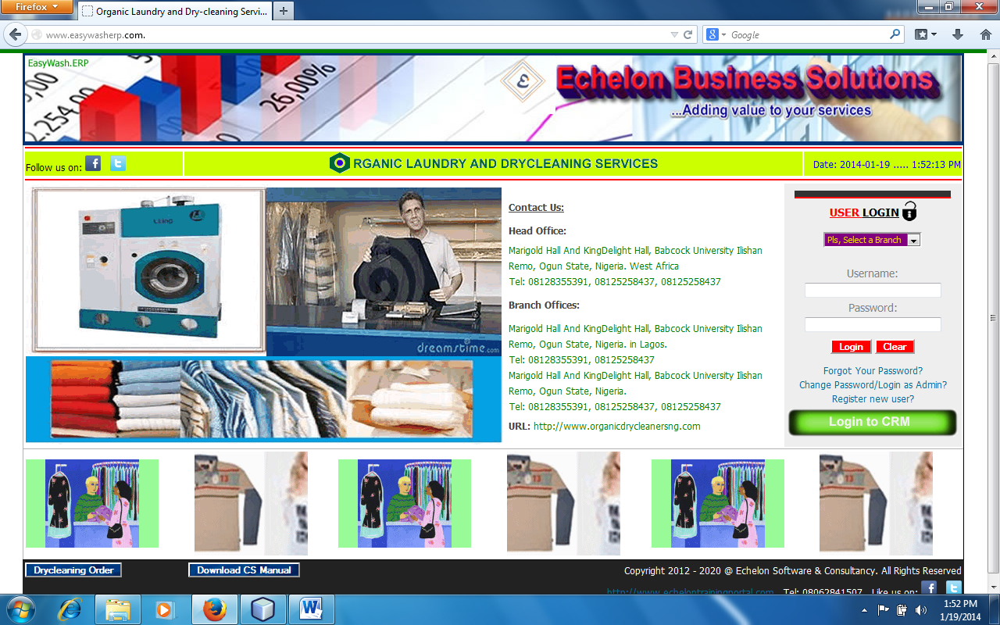 Firefox
Organic Laundry and Dry-cleaning Servi...
www.easywasherp.com.
Google
EasyWash.ERP
26,00%
2.254,00
Echelon Business Solutions
...Adding value to your services
Follow us on:
RGANIC LAUNDRY AND DRYCLEANING SERVICES
Date: 2014-01-19 ..... 1:52:13 PM
Contact Us:
Head Office:
Marigold Hall And KingDelight Hall, Babcock University Ilishan
Remo, Ogun State, Nigeria. West Africa
Tel: 08128355391, 08125258437, 08125258437
Branch Offices:
Marigold Hall And KingDelight Hall, Babcock University Ilishan
Remo, Ogun State, Nigeria. in Lagos.
Tel: 08128355391, 08125258437
Marigold Hall And KingDelight Hall, Babcock University Ilishan
Remo, Ogun State, Nigeria.
Tel: 08128355391, 08125258437, 08125258437
URL: http://www.organicdrycleanersng.com
dreamstime.com
USER LOGIN
Pls, Select a Branch
Username:
Password:
Login Clear
Forgot Your Password?
Change Password/Login as Admin?
Register new user?
Login to CRM
13
13
13
Drycleaning Order
Download CS Manual
Copyright 2012 - 2020 @ Echelon Software & Consultancy. All Rights Reserved
http://www.echelontrainingportal.com Tel: 08062841507 Like us on:
1:52 PM
1/19/2014